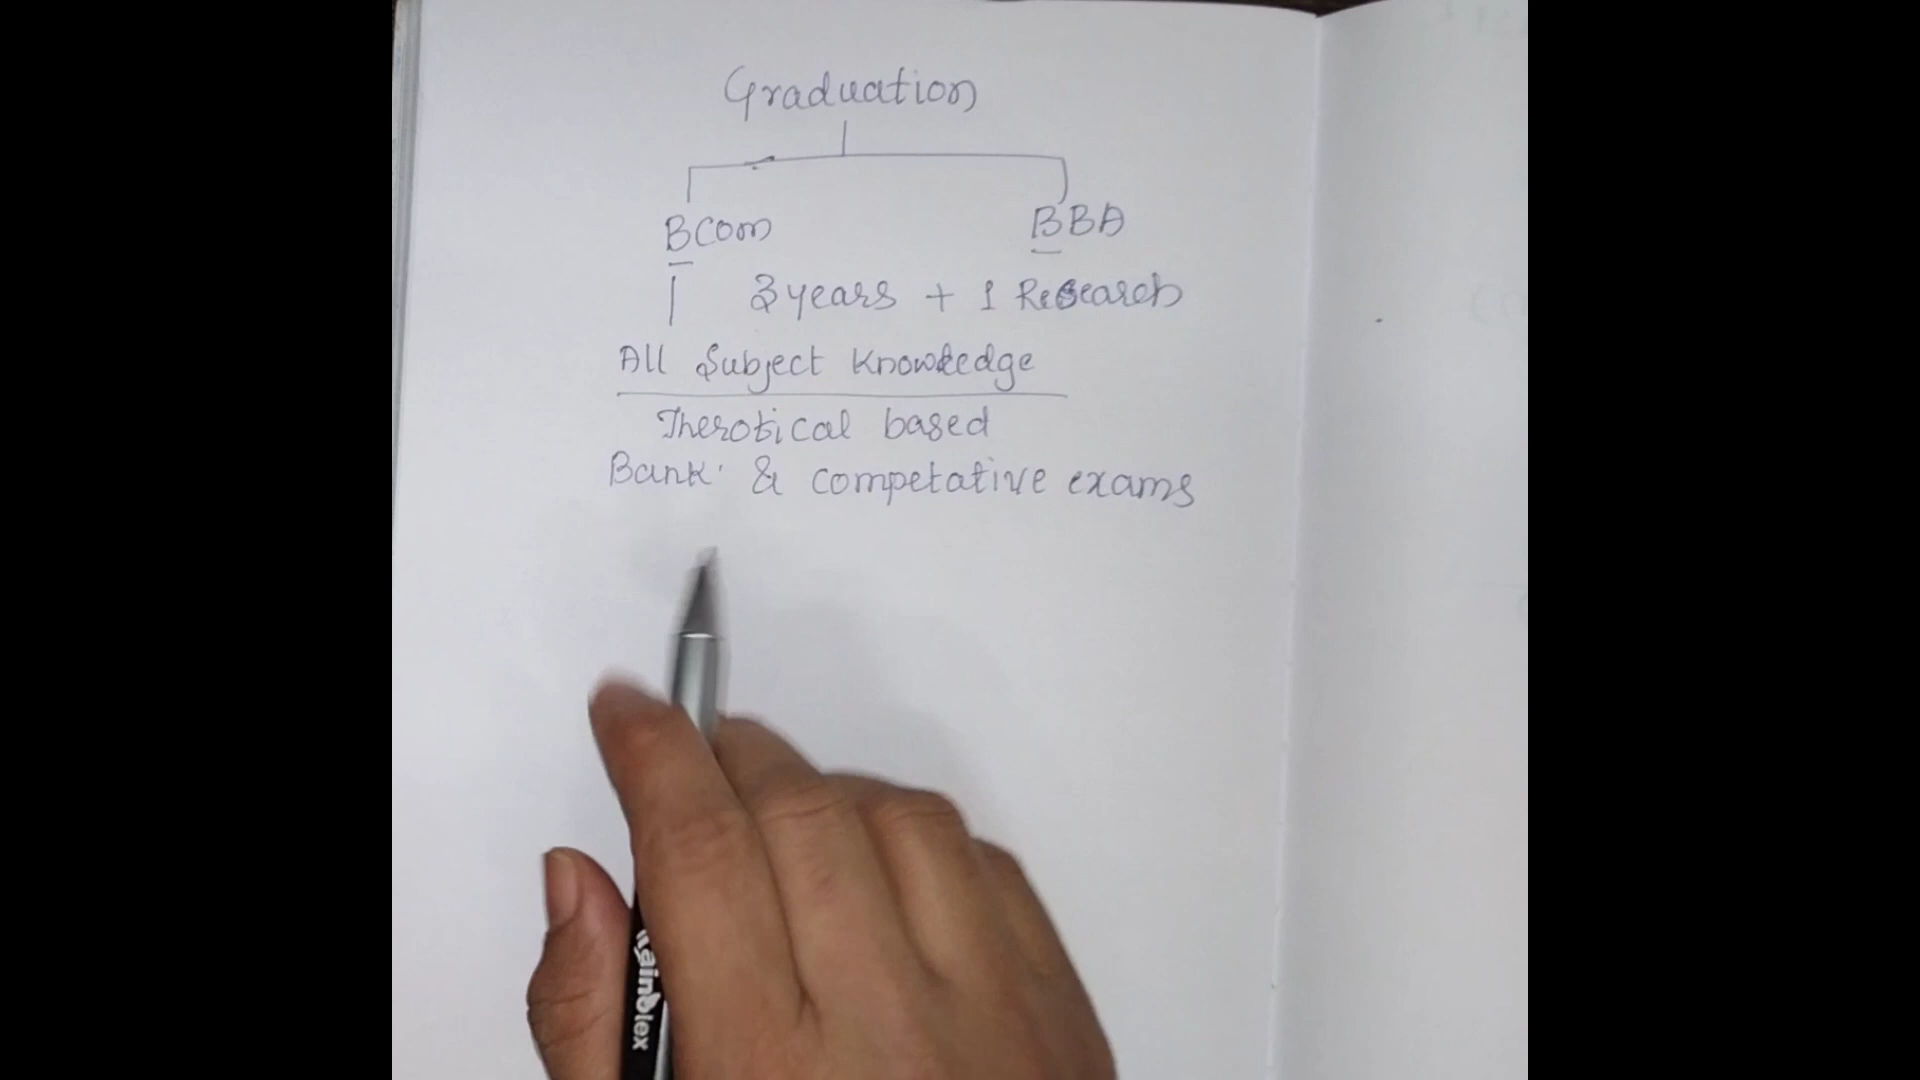 Graduation
BCom BBA
3 years + 1 Research
All Subject Knowledge
Therotical based
Bank & competative exams